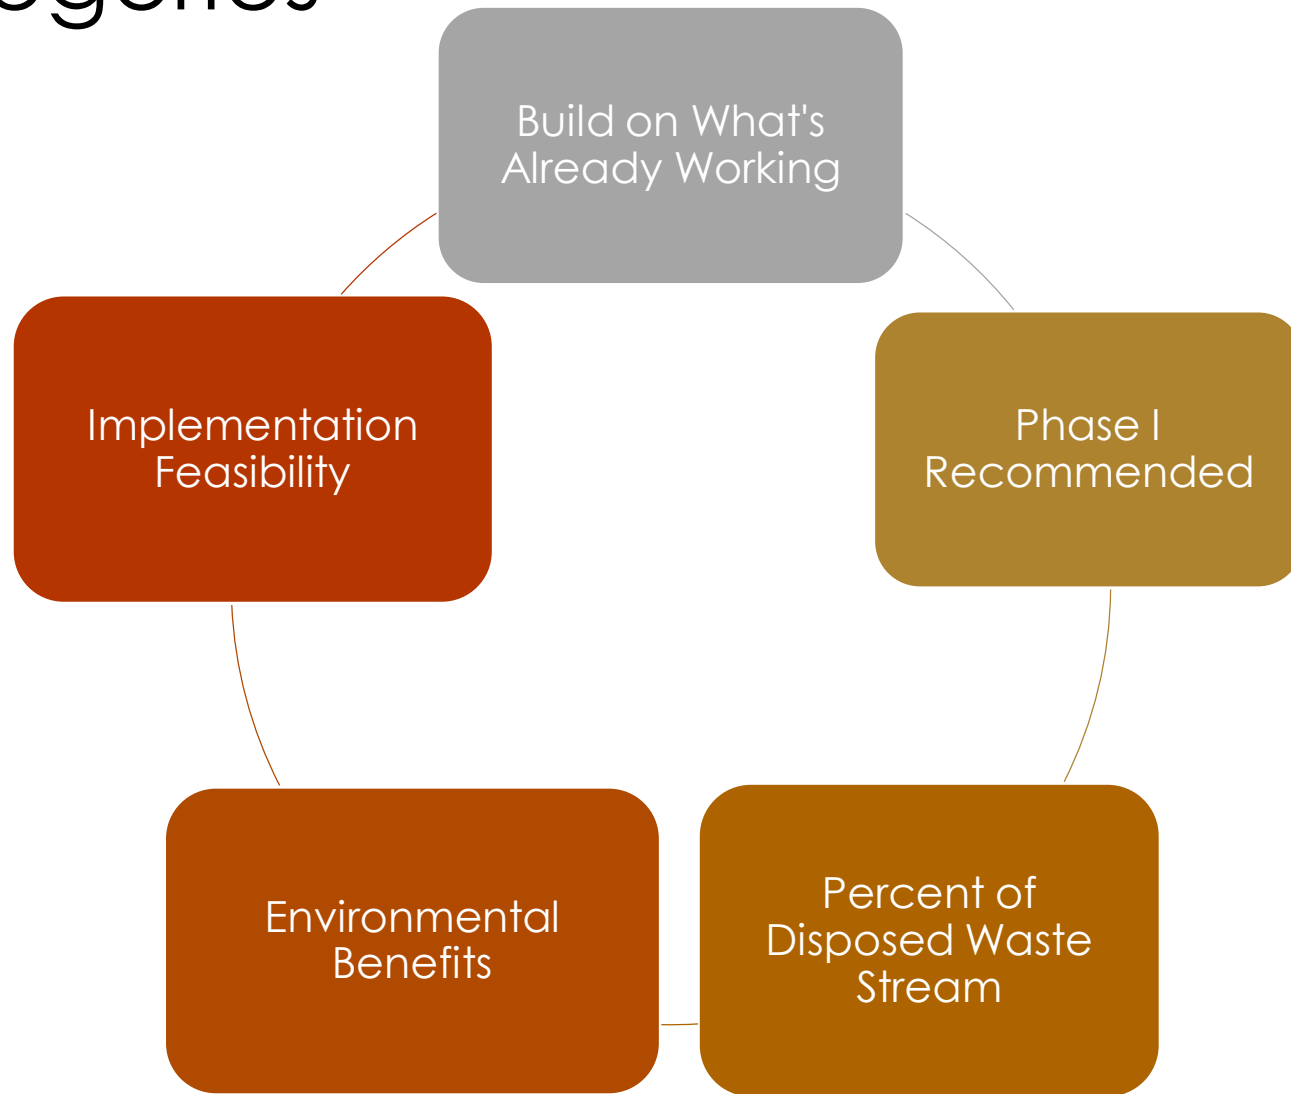 Build on What's
Already Working
Implementation
Feasibility
Phase I
Recommended
Environmental
Benefits
Percent of
Disposed Waste
Stream